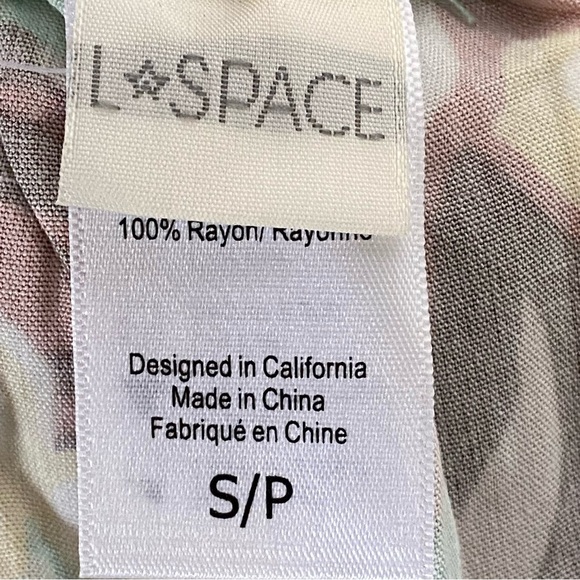 L★SPACE
100% Rayon/ Rayonne
Designed in California
Made in China
Fabriqué en Chine
S/P